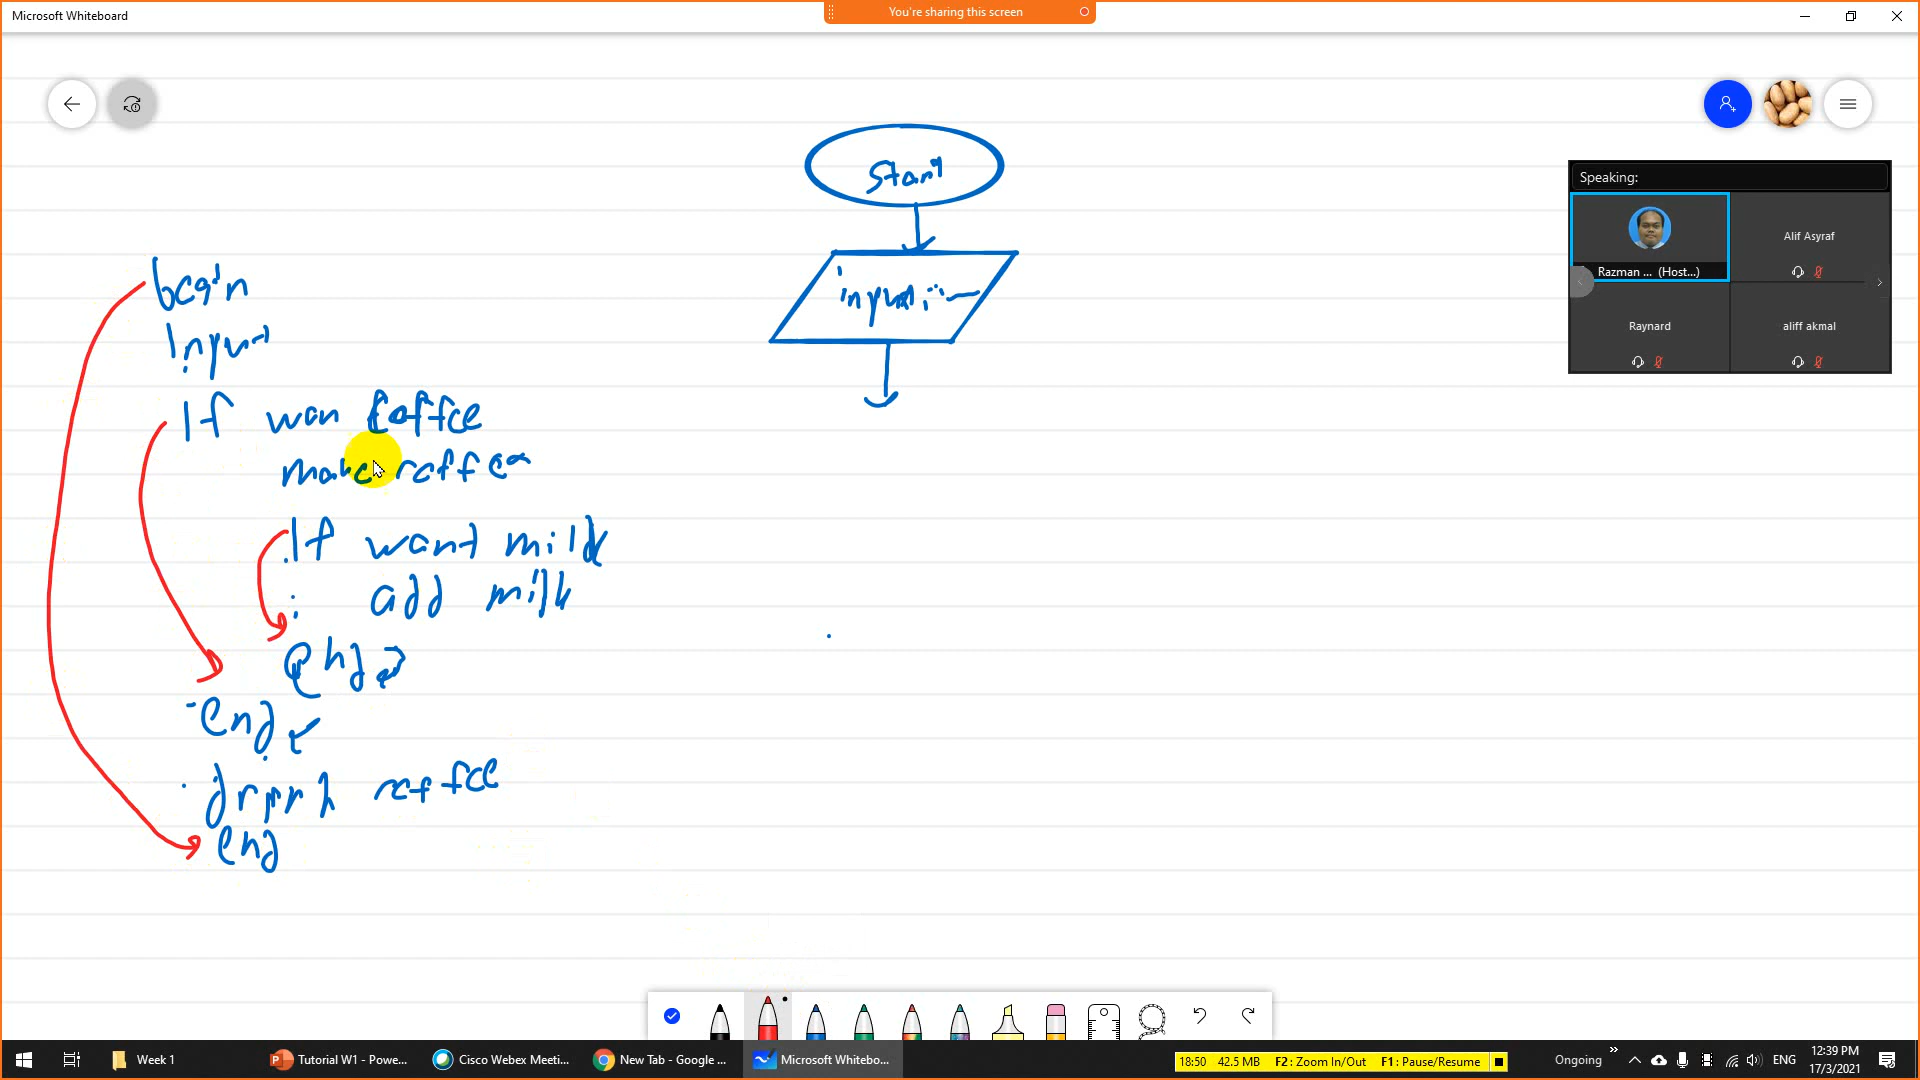 Microsoft Whiteboard
You're sharing this screen
Start
Speaking:
Alif Asyraf
Razman ... (Host...)
Raynard
aliff akmal
input
begin
Input
If wan Coffee
make coffee
If want milk
add milk
end
end
drink coffee
end
Week 1
Tutorial W1 - Powe...
Cisco Webex Meeti...
New Tab - Google ...
Microsoft Whitebo...
18:50 42.5 MB F2: Zoom In/Out F1: Pause/Resume
Ongoing
ENG
12:39 PM
17/3/2021